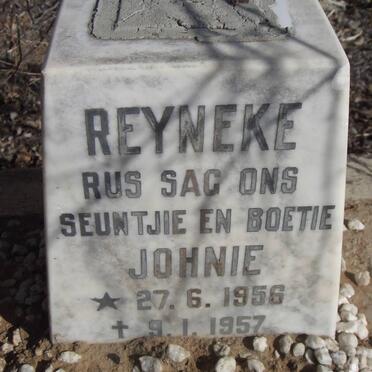 REYNEKE
RUS SAG ONS
SEUNTJIE EN BOETIE
JOHNIE
★ 27. 6. 1956
✝ 9. 1. 1957